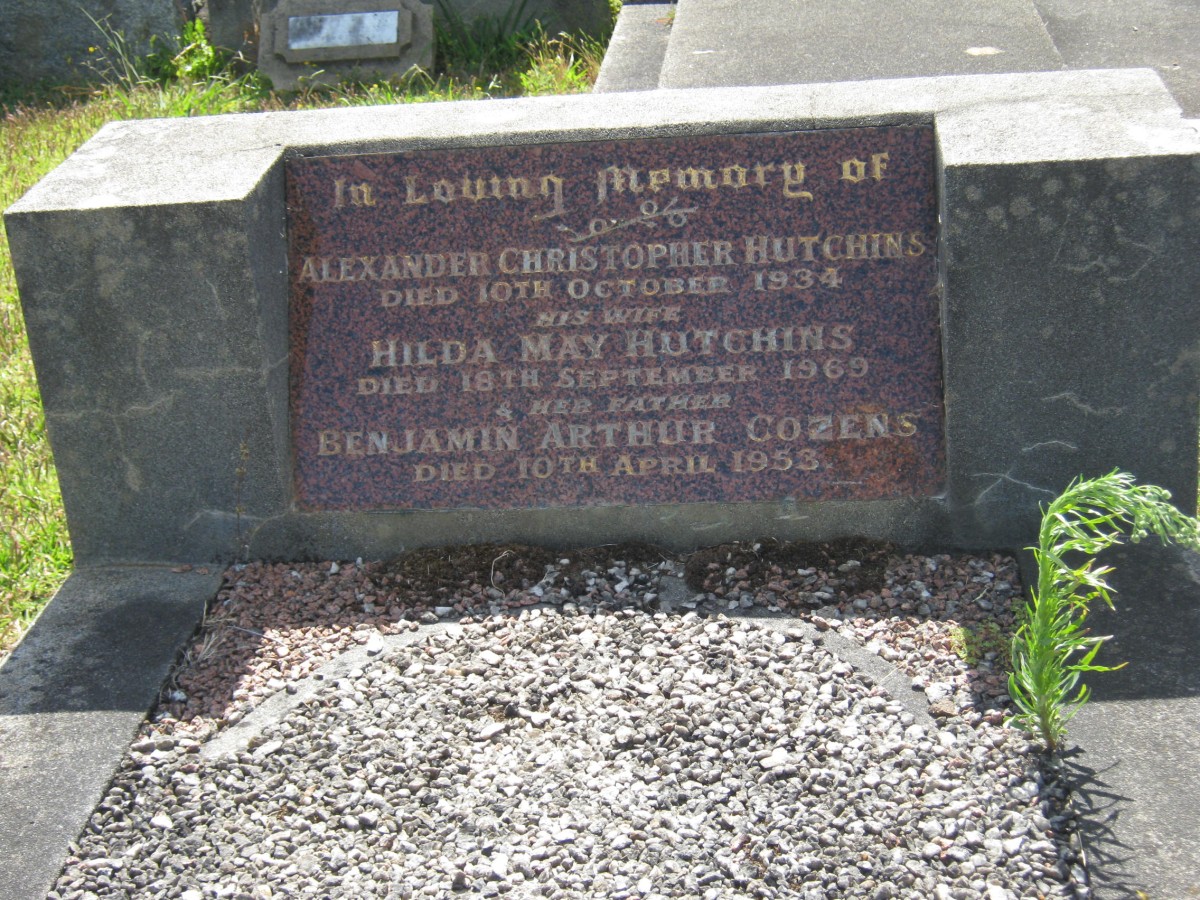 In Loving Memory of
ALEXANDER CHRISTOPHER HUTCHINS
DIED 10TH OCTOBER 1934
HIS WIFE
HILDA MAY HUTCHINS
DIED 18TH SEPTEMBER 1969
& HER FATHER
BENJAMIN ARTHUR COZENS
DIED 10TH APRIL 1953.